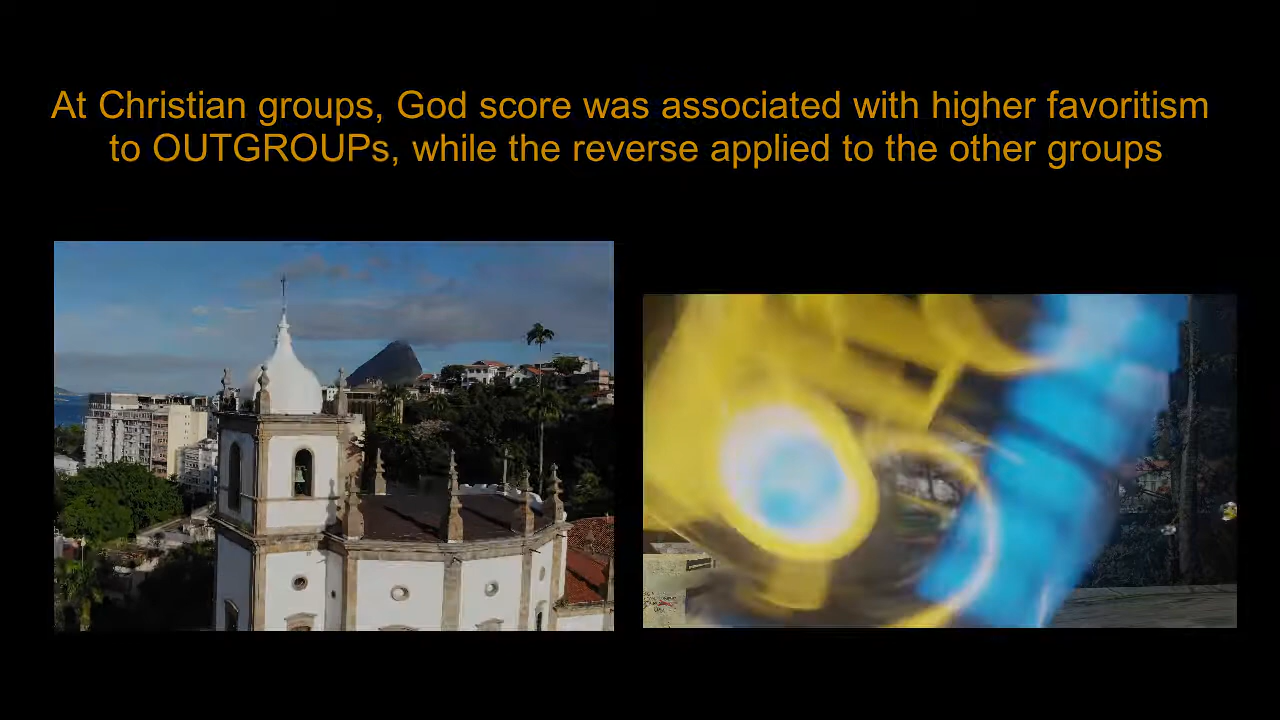 At Christian groups, God score was associated with higher favoritism
to OUTGROUPs, while the reverse applied to the other groups